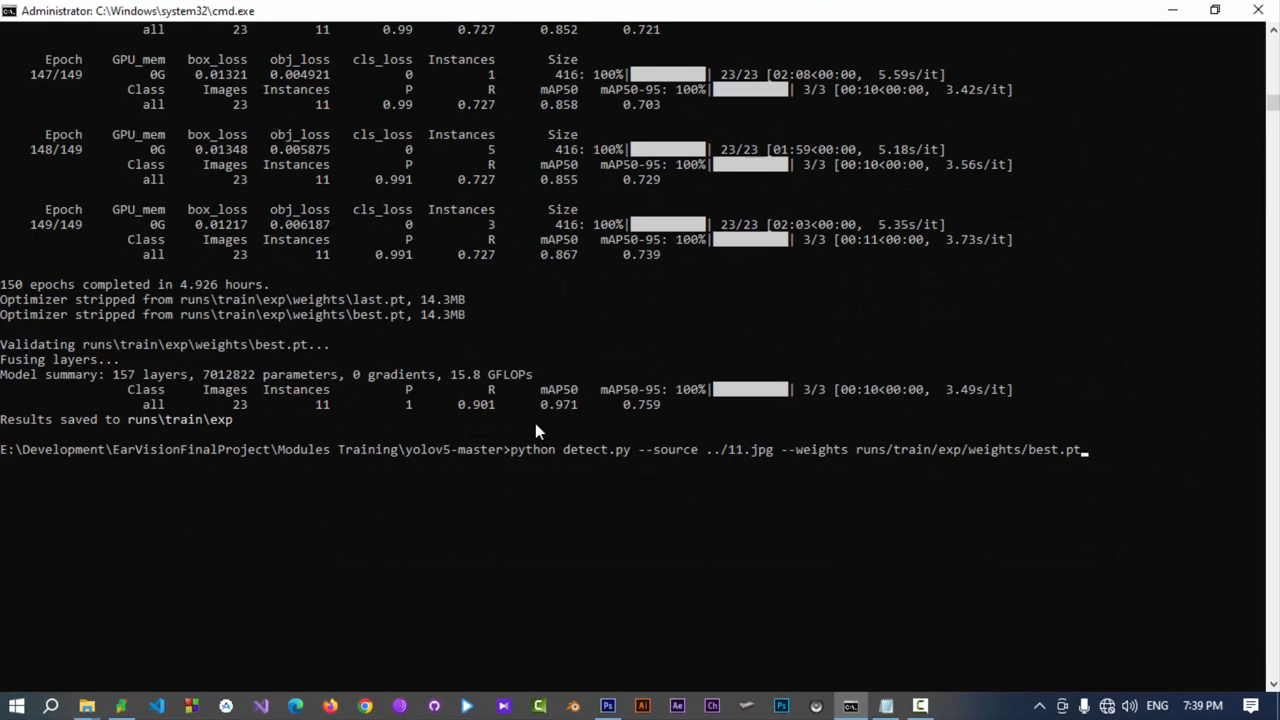 Administrator: C:\Windows\system32\cmd.exe
all 23 11 0.99 0.727 0.852 0.721
Epoch GPU_mem box_loss obj_loss cls_loss Instances Size
147/149 0G 0.01321 0.004921 0 1 416: 100%| | 23/23 [02:08<00:00, 5.59s/it]
Class Images Instances P R mAP50 mAP50-95: 100%| | 3/3 [00:10<00:00, 3.42s/it]
all 23 11 0.99 0.727 0.858 0.703
Epoch GPU_mem box_loss obj_loss cls_loss Instances Size
148/149 0G 0.01348 0.005875 0 5 416: 100%| | 23/23 [01:59<00:00, 5.18s/it]
Class Images Instances P R mAP50 mAP50-95: 100%| | 3/3 [00:10<00:00, 3.56s/it]
all 23 11 0.991 0.727 0.855 0.729
Epoch GPU_mem box_loss obj_loss cls_loss Instances Size
149/149 0G 0.01217 0.006187 0 3 416: 100%| | 23/23 [02:03<00:00, 5.35s/it]
Class Images Instances P R mAP50 mAP50-95: 100%| | 3/3 [00:11<00:00, 3.73s/it]
all 23 11 0.991 0.727 0.867 0.739
150 epochs completed in 4.926 hours.
Optimizer stripped from runs\train\exp\weights\last.pt, 14.3MB
Optimizer stripped from runs\train\exp\weights\best.pt, 14.3MB
Validating runs\train\exp\weights\best.pt...
Fusing layers...
Model summary: 157 layers, 7012822 parameters, 0 gradients, 15.8 GFLOPs
Class Images Instances P R mAP50 mAP50-95: 100%| | 3/3 [00:10<00:00, 3.49s/it]
all 23 11 1 0.901 0.971 0.759
Results saved to runs\train\exp
E:\Development\EarVisionFinalProject\Modules Training\yolov5-master>python detect.py --source ../11.jpg --weights runs/train/exp/weights/best.pt
Ps Ai Ae Ch Ps ENG 7:39 PM